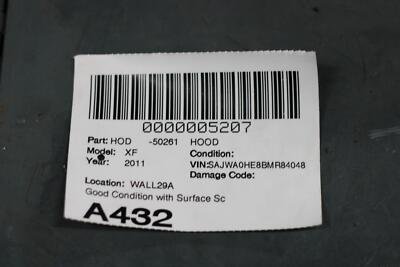 0000005207
Part: HOD -50261 HOOD
Model: XF Condition:
Year: 2011 VIN:SAJWA0HE8BMR84048
Damage Code:
Location: WALL29A
Good Condition with Surface Sc
A432